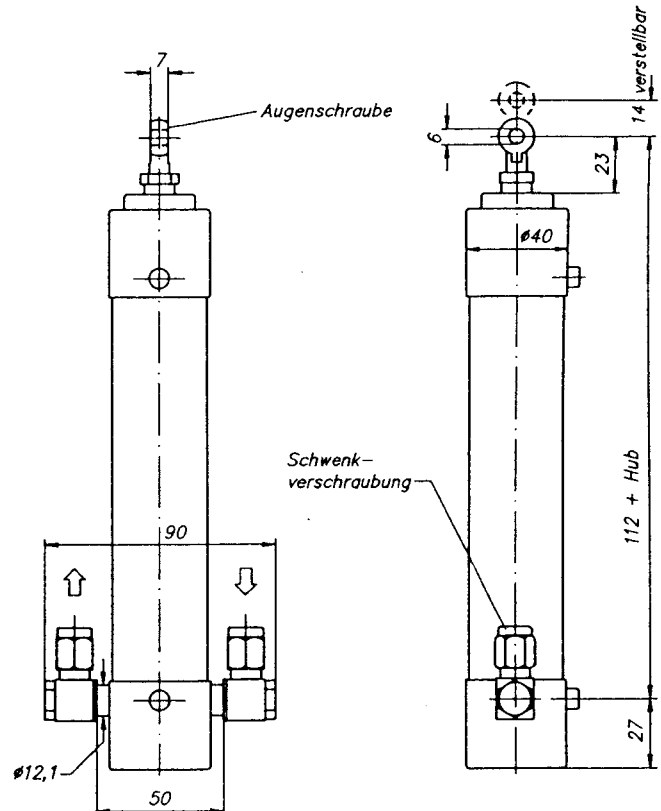 7
Augenschraube
14 verstellbar
6
23
ø40
Schwenk-
verschraubung
112 + Hub
90
27
ø12,1
50